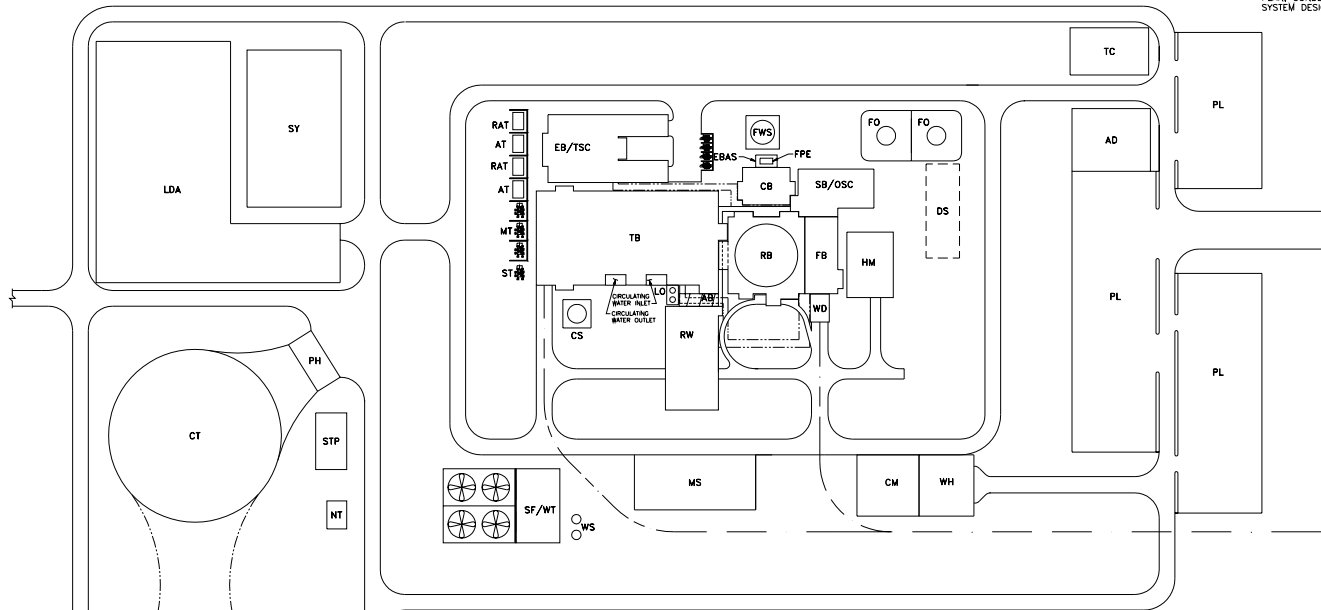 SYSTEM DESI
TC
PL
SY
LDA
RAT
AT
RAT
AT
MT
ST
EB/TSC
FWS
EBAS
FPE
CB
SB/OSC
FO
FO
AD
DS
TB
RB
FB
HM
CIRCULATING
WATER INLET
CIRCULATING
WATER OUTLET
LO
AB
WD
CS
RW
PL
PH
CT
STP
NT
PL
MS
CM
WH
SF/WT
WS